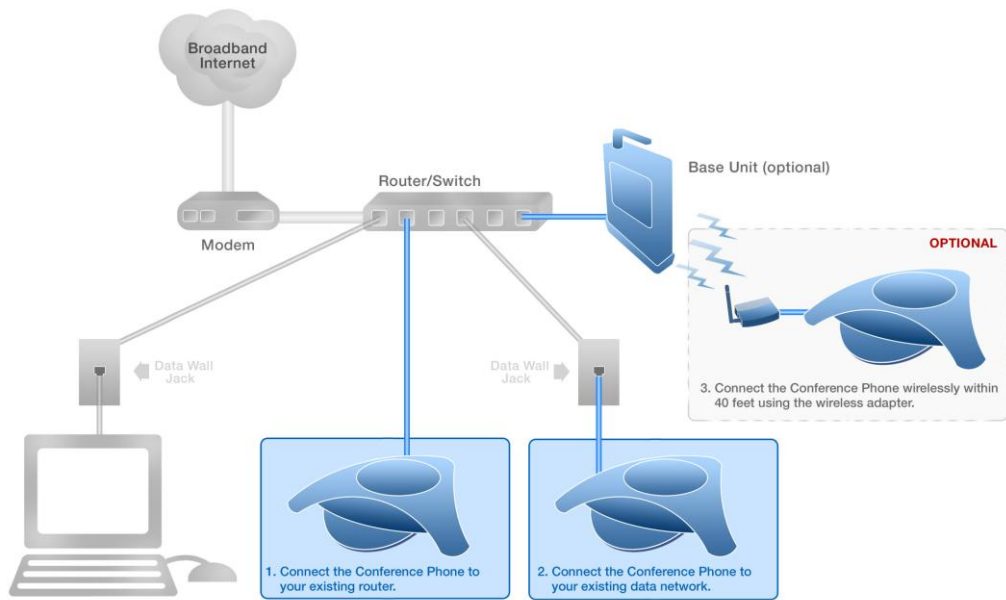 Broadband
Internet
Router/Switch
Base Unit (optional)
Modem
OPTIONAL
Data Wall
Jack
Data Wall
Jack
3. Connect the Conference Phone wirelessly within
40 feet using the wireless adapter.
1. Connect the Conference Phone to
your existing router.
2. Connect the Conference Phone to
your existing data network.